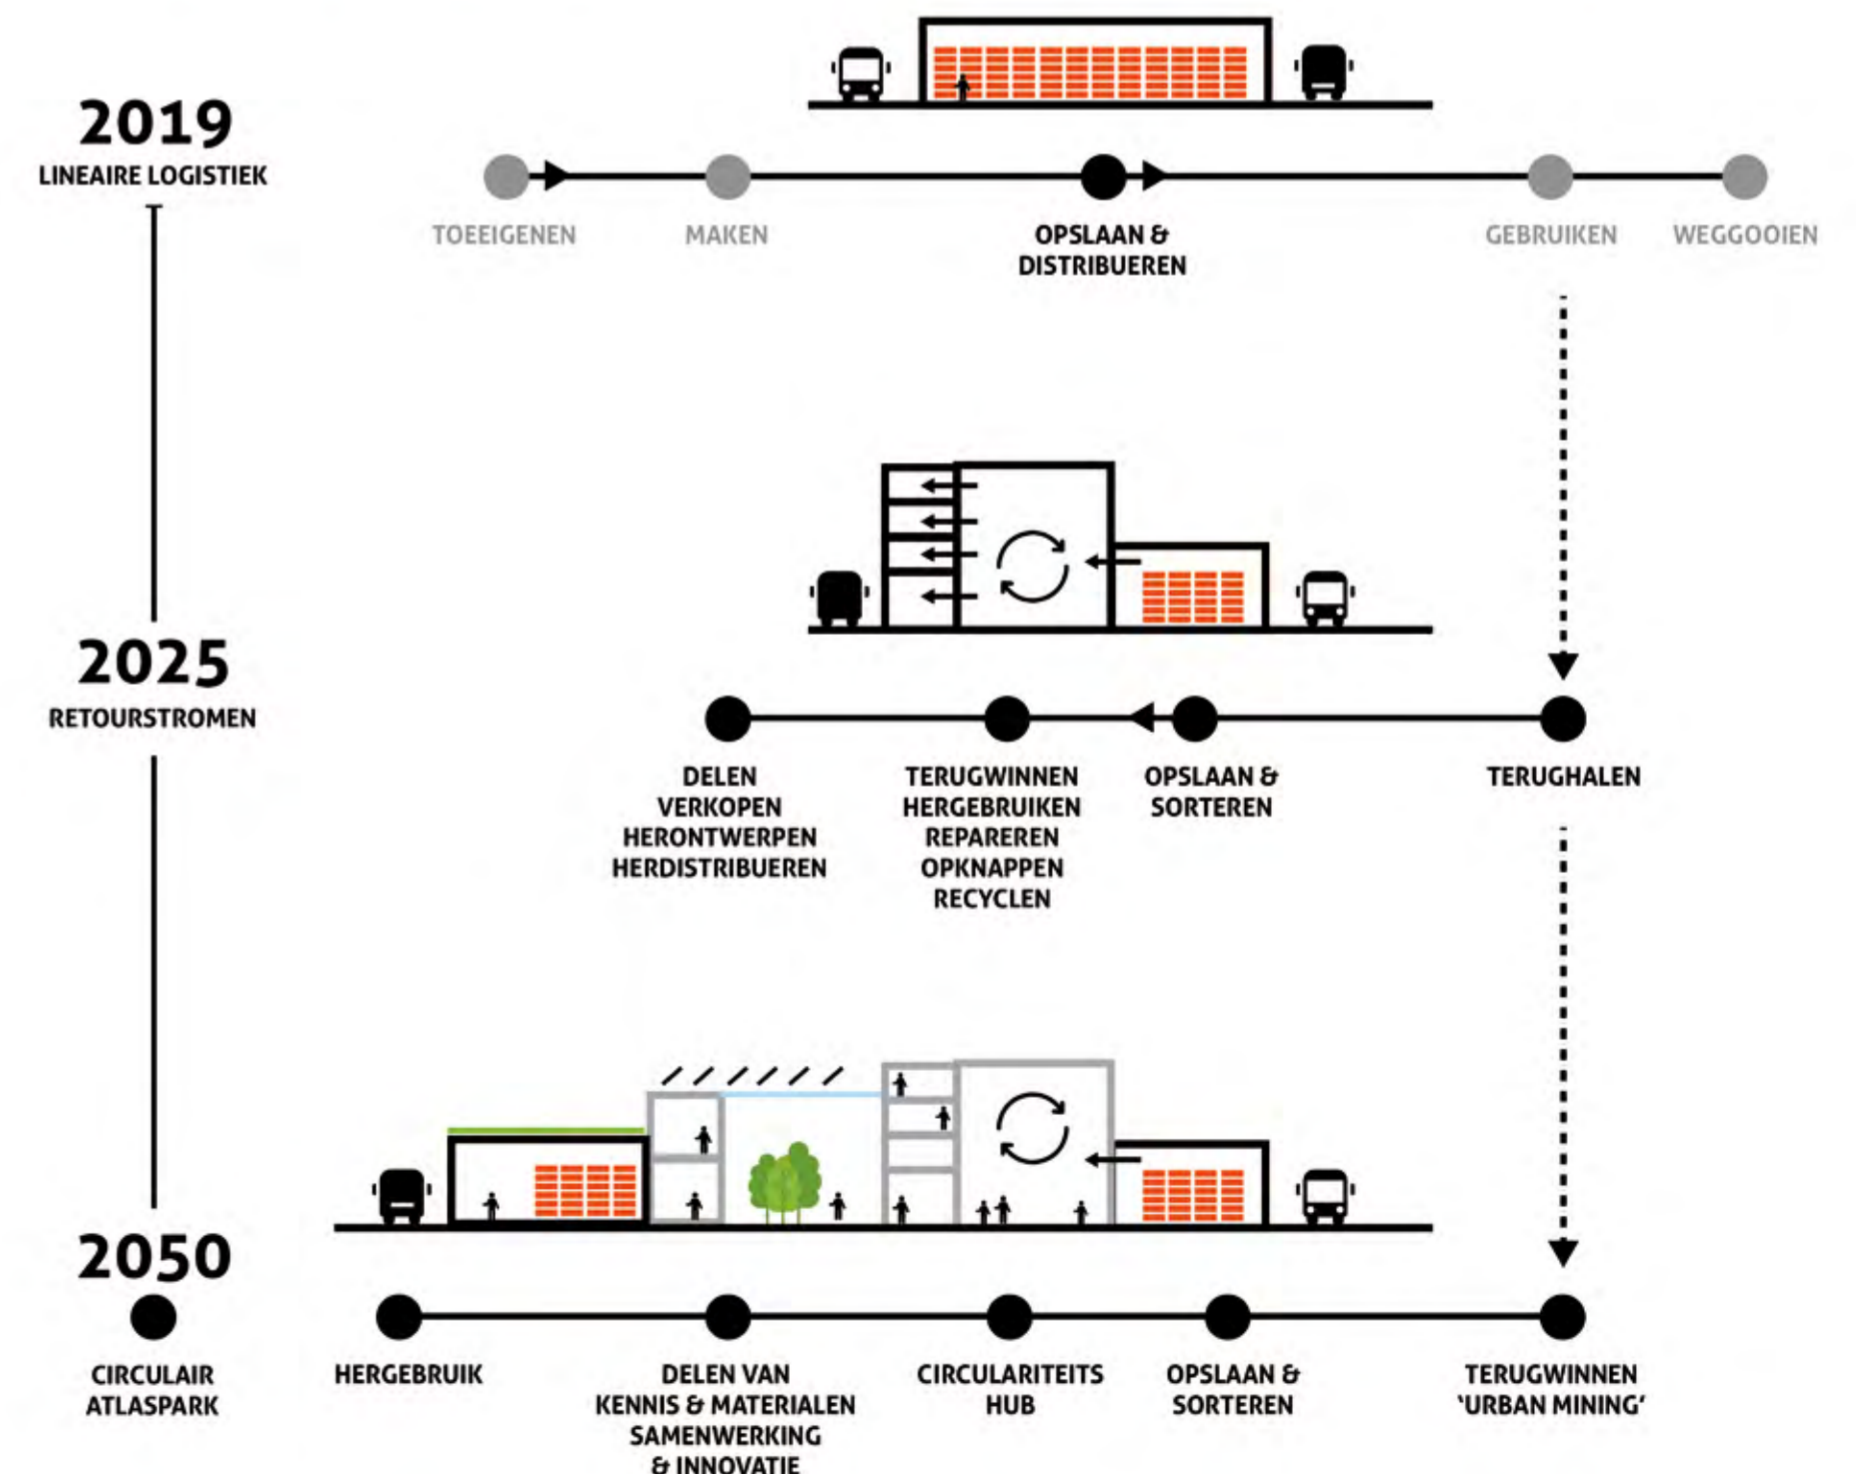 2019
LINEAIRE LOGISTIEK
TOEEIGENEN
MAKEN
OPSLAAN &
DISTRIBUEREN
GEBRUIKEN
WEGGOOIEN
2025
RETOURSTROMEN
DELEN
VERKOPEN
HERONTWERPEN
HERDISTRIBUEREN
TERUGWINNEN
HERGEBRUIKEN
REPAREREN
OPKNAPPEN
RECYCLEN
OPSLAAN &
SORTEREN
TERUGHALEN
2050
CIRCULAIR
ATLASPARK
HERGEBRUIK
DELEN VAN
KENNIS & MATERIALEN
SAMENWERKING
& INNOVATIE
CIRCULARITEITS
HUB
OPSLAAN &
SORTEREN
TERUGWINNEN
‘URBAN MINING’